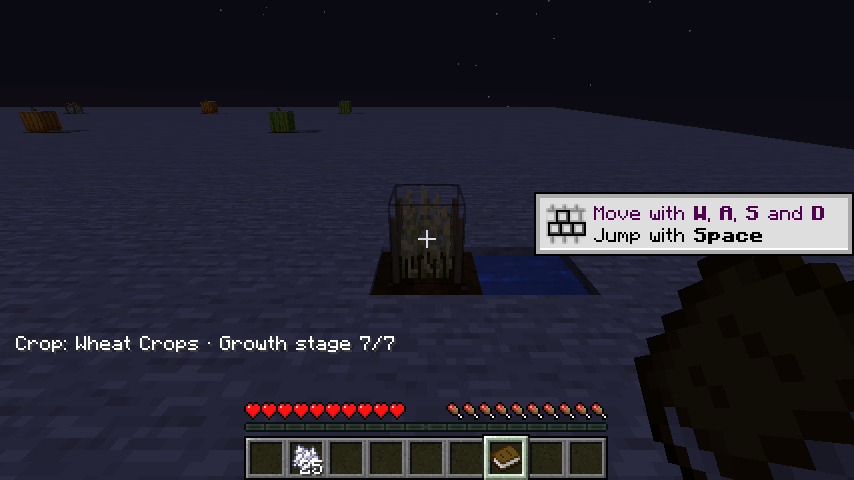 Move with W, A, S and D
Jump with Space
Crop: Wheat Crops · Growth stage 7/7
25